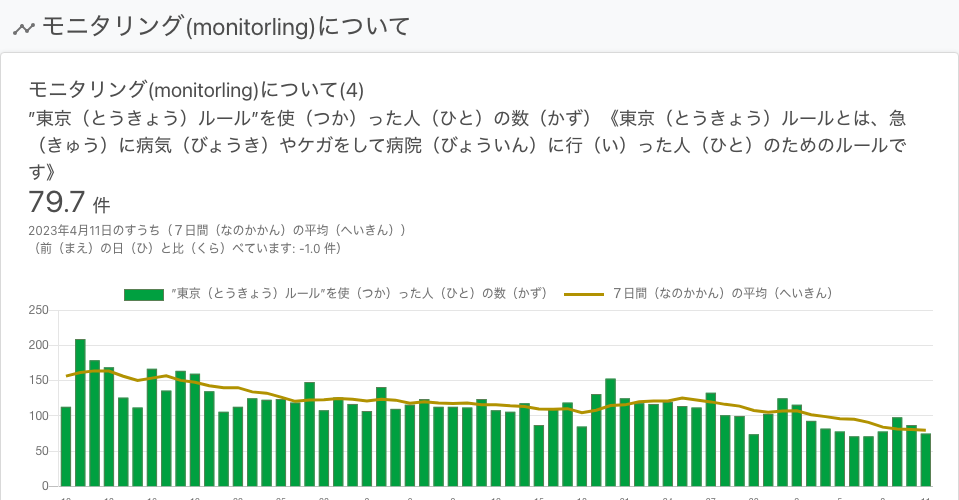 モニタリング(monitorling)について
モニタリング(monitorling)について(4)
”東京（とうきょう）ルール”を使（つか）った人（ひと）の数（かず）《東京（とうきょう）ルールとは、急
（きゅう）に病気（びょうき）やケガをして病院（びょういん）に行（い）った人（ひと）のためのルールで
す》
79.7 件
2023年4月11日のすうち（７日間（なのかかん）の平均（へいきん））
（前（まえ）の日（ひ）と比（くら）べています: -1.0 件）
”東京（とうきょう）ルール”を使（つか）った人（ひと）の数（かず） ７日間（なのかかん）の平均（へいきん）
250
200
150
100
50
0